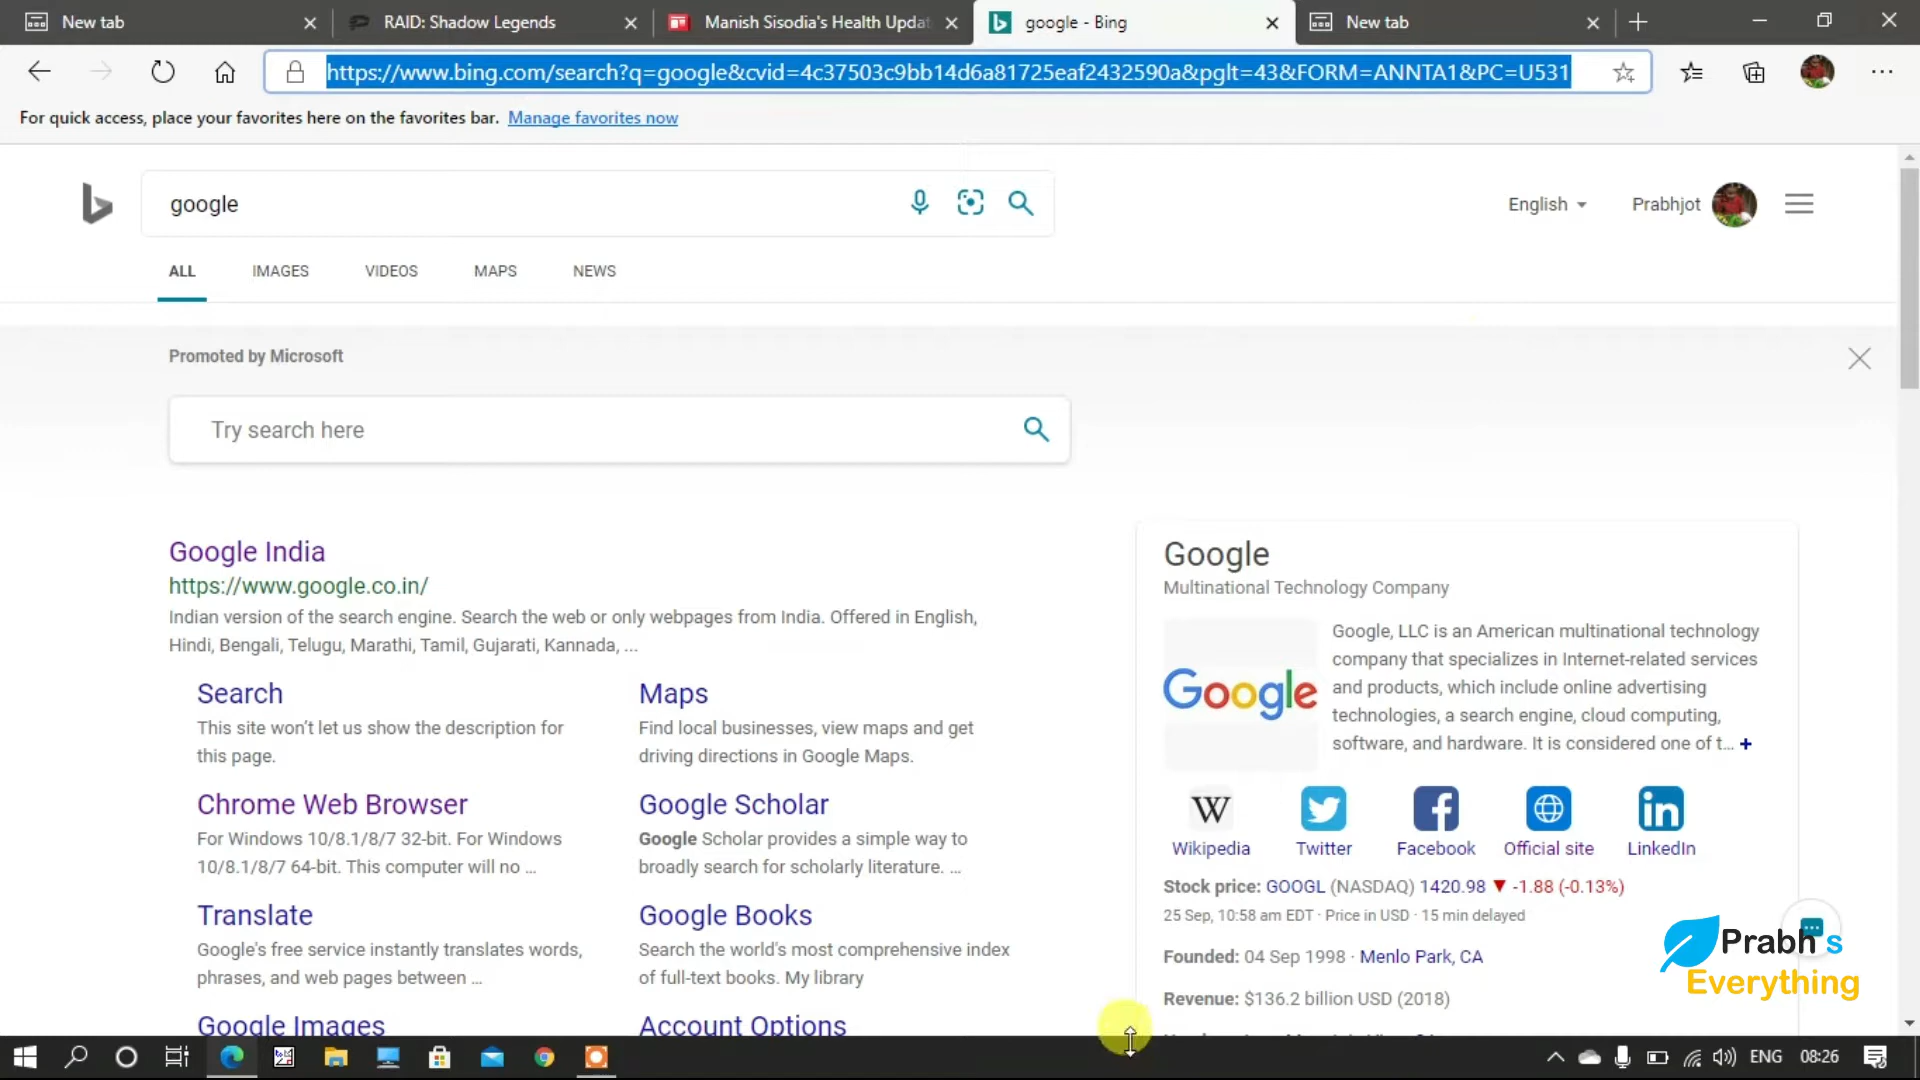 New tab
RAID: Shadow Legends
Manish Sisodia's Health Updat
google - Bing
New tab
https://www.bing.com/search?q=google&cvid=4c37503c9bb14d6a81725eaf2432590a&pglt=43&FORM=ANNTA1&PC=U531
For quick access, place your favorites here on the favorites bar. Manage favorites now
google
English
Prabhjot
ALL
IMAGES
VIDEOS
MAPS
NEWS
Promoted by Microsoft
Try search here
Google India
https://www.google.co.in/
Indian version of the search engine. Search the web or only webpages from India. Offered in English,
Hindi, Bengali, Telugu, Marathi, Tamil, Gujarati, Kannada, ...
Search
This site won't let us show the description for
this page.
Maps
Find local businesses, view maps and get
driving directions in Google Maps.
Chrome Web Browser
For Windows 10/8.1/8/7 32-bit. For Windows
10/8.1/8/7 64-bit. This computer will no ...
Google Scholar
Google Scholar provides a simple way to
broadly search for scholarly literature. ...
Translate
Google's free service instantly translates words,
phrases, and web pages between ...
Google Books
Search the world's most comprehensive index
of full-text books. My library
Google Images
Account Options
Google
Multinational Technology Company
Google
Google, LLC is an American multinational technology
company that specializes in Internet-related services
and products, which include online advertising
technologies, a search engine, cloud computing,
software, and hardware. It is considered one of t... +
W
Wikipedia
Twitter
Facebook
Official site
in
LinkedIn
Stock price: GOOGL (NASDAQ) 1420.98 ▼ -1.88 (-0.13%)
25 Sep, 10:58 am EDT · Price in USD · 15 min delayed
Founded: 04 Sep 1998 · Menlo Park, CA
Revenue: $136.2 billion USD (2018)
Prabh's
Everything
ENG
08:26